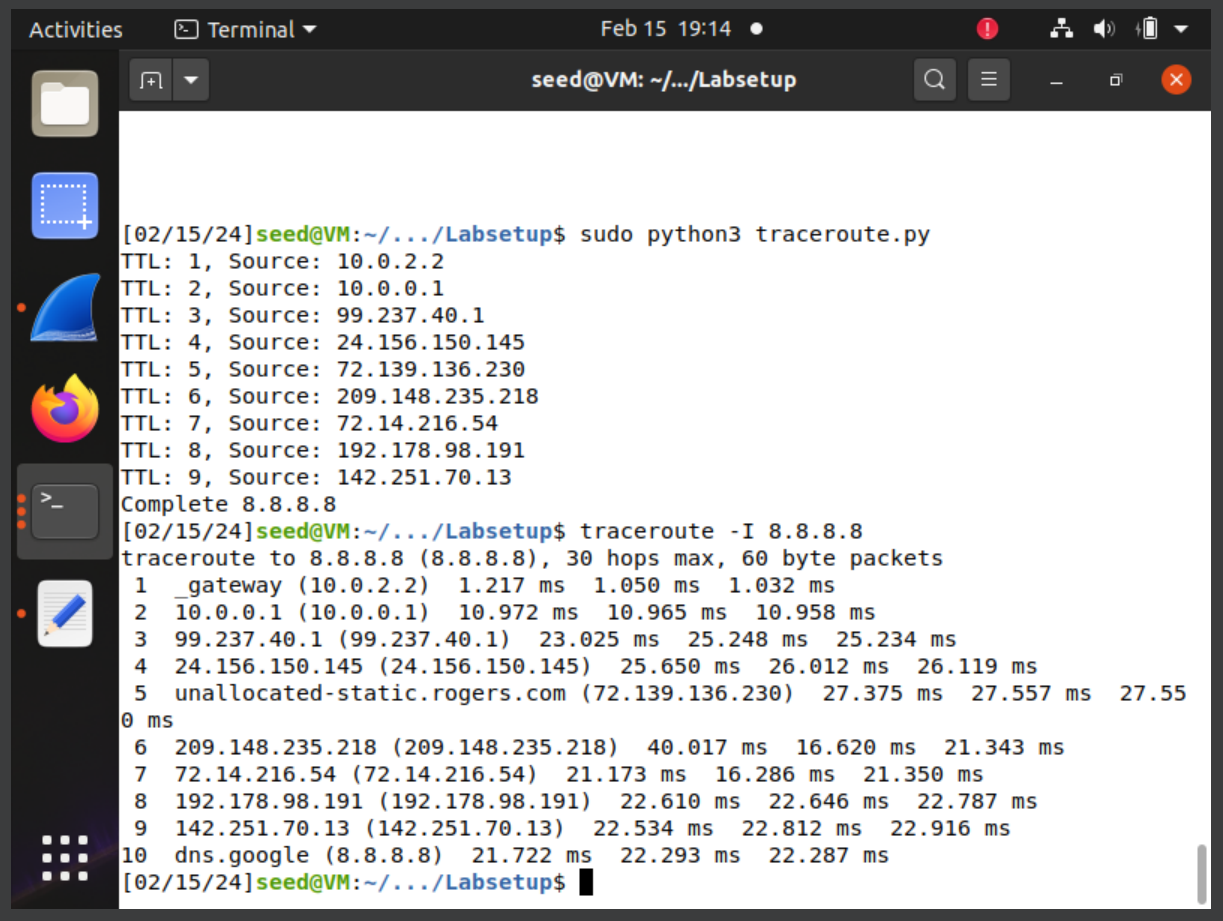 Activities Terminal Feb 15 19:14
seed@VM: ~/.../Labsetup
[02/15/24]seed@VM:~/.../Labsetup$ sudo python3 traceroute.py
TTL: 1, Source: 10.0.2.2
TTL: 2, Source: 10.0.0.1
TTL: 3, Source: 99.237.40.1
TTL: 4, Source: 24.156.150.145
TTL: 5, Source: 72.139.136.230
TTL: 6, Source: 209.148.235.218
TTL: 7, Source: 72.14.216.54
TTL: 8, Source: 192.178.98.191
TTL: 9, Source: 142.251.70.13
Complete 8.8.8.8
[02/15/24]seed@VM:~/.../Labsetup$ traceroute -I 8.8.8.8
traceroute to 8.8.8.8 (8.8.8.8), 30 hops max, 60 byte packets
 1  _gateway (10.0.2.2)  1.217 ms  1.050 ms  1.032 ms
 2  10.0.0.1 (10.0.0.1)  10.972 ms  10.965 ms  10.958 ms
 3  99.237.40.1 (99.237.40.1)  23.025 ms  25.248 ms  25.234 ms
 4  24.156.150.145 (24.156.150.145)  25.650 ms  26.012 ms  26.119 ms
 5  unallocated-static.rogers.com (72.139.136.230)  27.375 ms  27.557 ms  27.55
0 ms
 6  209.148.235.218 (209.148.235.218)  40.017 ms  16.620 ms  21.343 ms
 7  72.14.216.54 (72.14.216.54)  21.173 ms  16.286 ms  21.350 ms
 8  192.178.98.191 (192.178.98.191)  22.610 ms  22.646 ms  22.787 ms
 9  142.251.70.13 (142.251.70.13)  22.534 ms  22.812 ms  22.916 ms
10  dns.google (8.8.8.8)  21.722 ms  22.293 ms  22.287 ms
[02/15/24]seed@VM:~/.../Labsetup$